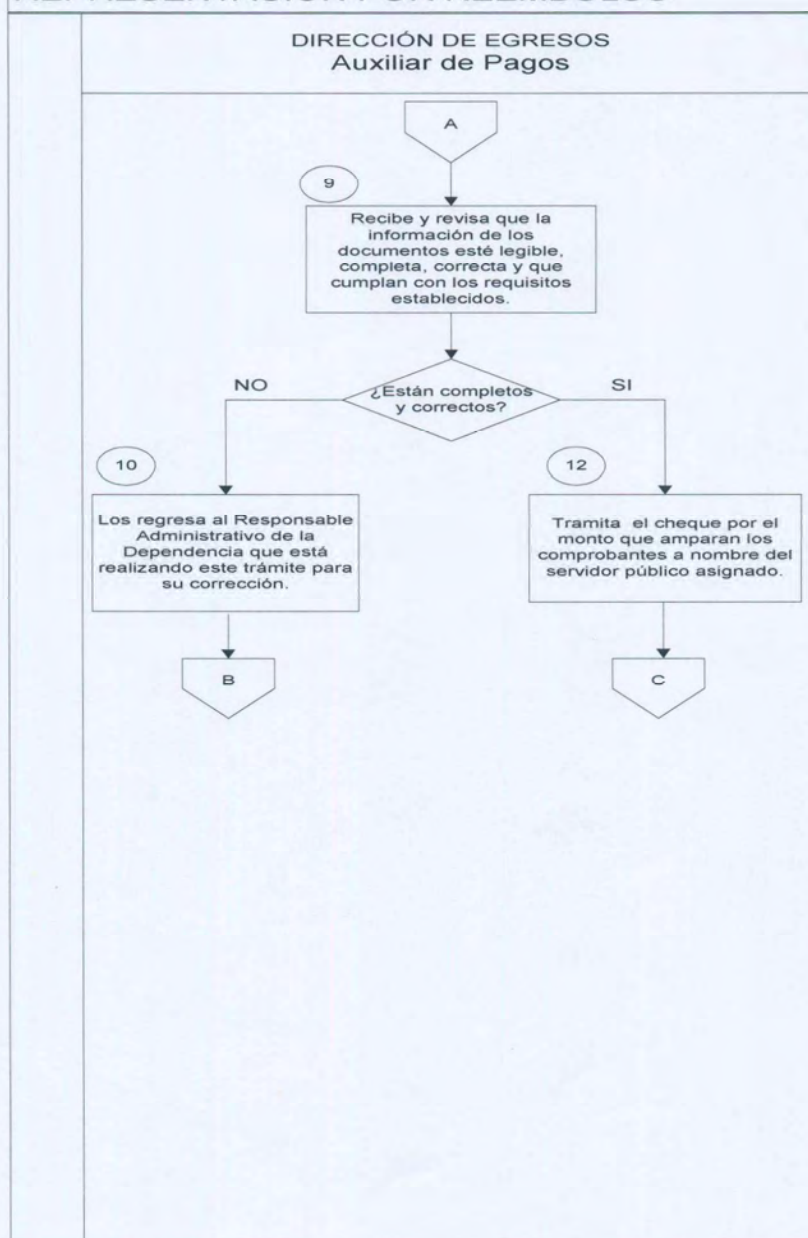 DIRECCIÓN DE EGRESOS
Auxiliar de Pagos
A
9
Recibe y revisa que la
información de los
documentos esté legible,
completa, correcta y que
cumplan con los requisitos
establecidos.
NO
¿Están completos
y correctos?
SI
10
Los regresa al Responsable
Administrativo de la
Dependencia que está
realizando este trámite para
su corrección.
B
12
Tramita el cheque por el
monto que amparan los
comprobantes a nombre del
servidor público asignado.
C